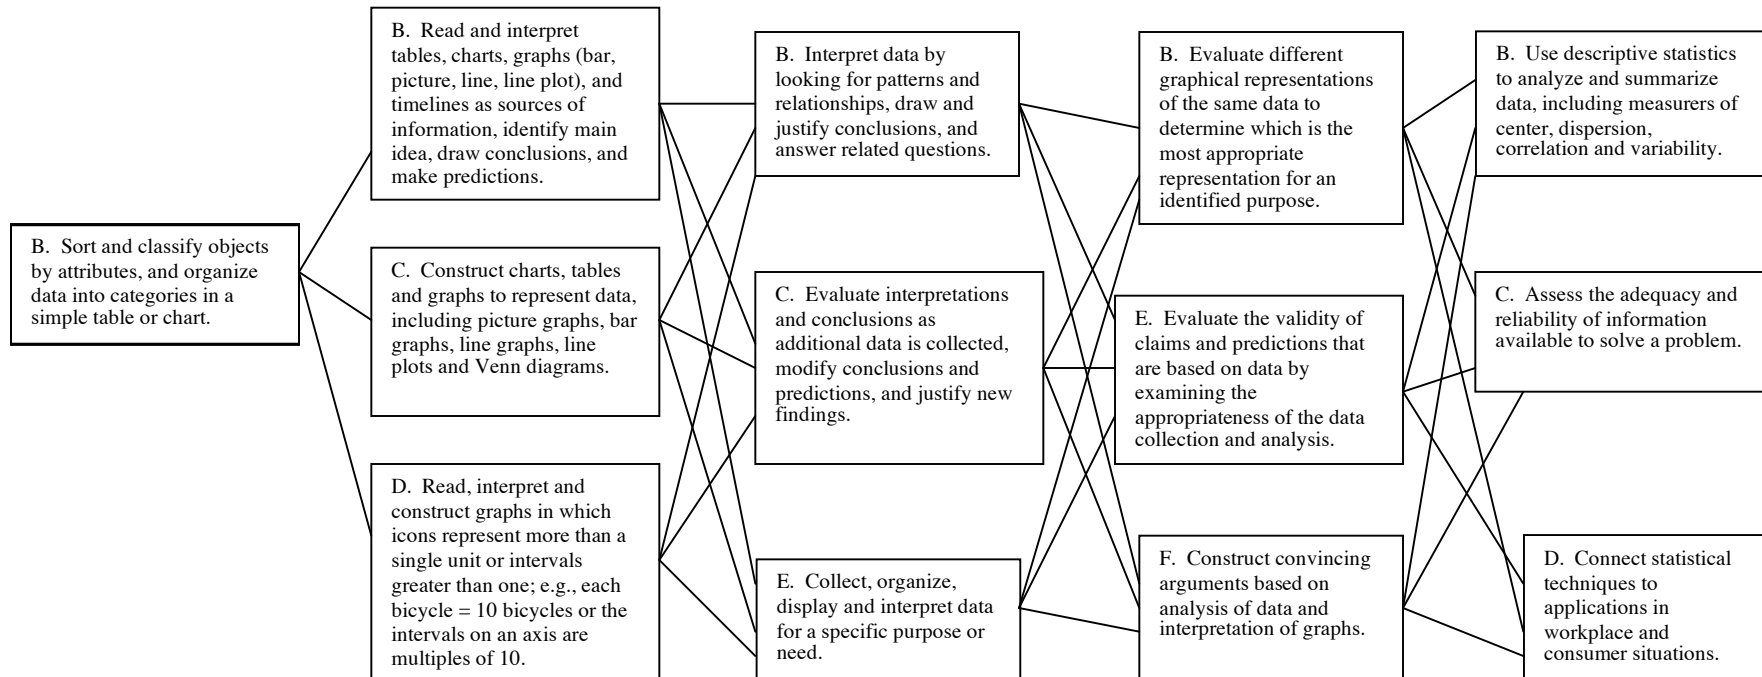 B. Sort and classify objects
by attributes, and organize
data into categories in a
simple table or chart.
B. Read and interpret
tables, charts, graphs (bar,
picture, line, line plot), and
timelines as sources of
information, identify main
idea, draw conclusions, and
make predictions.
C. Construct charts, tables
and graphs to represent data,
including picture graphs, bar
graphs, line graphs, line
plots and Venn diagrams.
D. Read, interpret and
construct graphs in which
icons represent more than a
single unit or intervals
greater than one; e.g., each
bicycle = 10 bicycles or the
intervals on an axis are
multiples of 10.
B. Interpret data by
looking for patterns and
relationships, draw and
justify conclusions, and
answer related questions.
C. Evaluate interpretations
and conclusions as
additional data is collected,
modify conclusions and
predictions, and justify new
findings.
E. Collect, organize,
display and interpret data
for a specific purpose or
need.
B. Evaluate different
graphical representations
of the same data to
determine which is the
most appropriate
representation for an
identified purpose.
E. Evaluate the validity of
claims and predictions that
are based on data by
examining the
appropriateness of the data
collection and analysis.
F. Construct convincing
arguments based on
analysis of data and
interpretation of graphs.
B. Use descriptive statistics
to analyze and summarize
data, including measurers of
center, dispersion,
correlation and variability.
C. Assess the adequacy and
reliability of information
available to solve a problem.
D. Connect statistical
techniques to
applications in
workplace and
consumer situations.